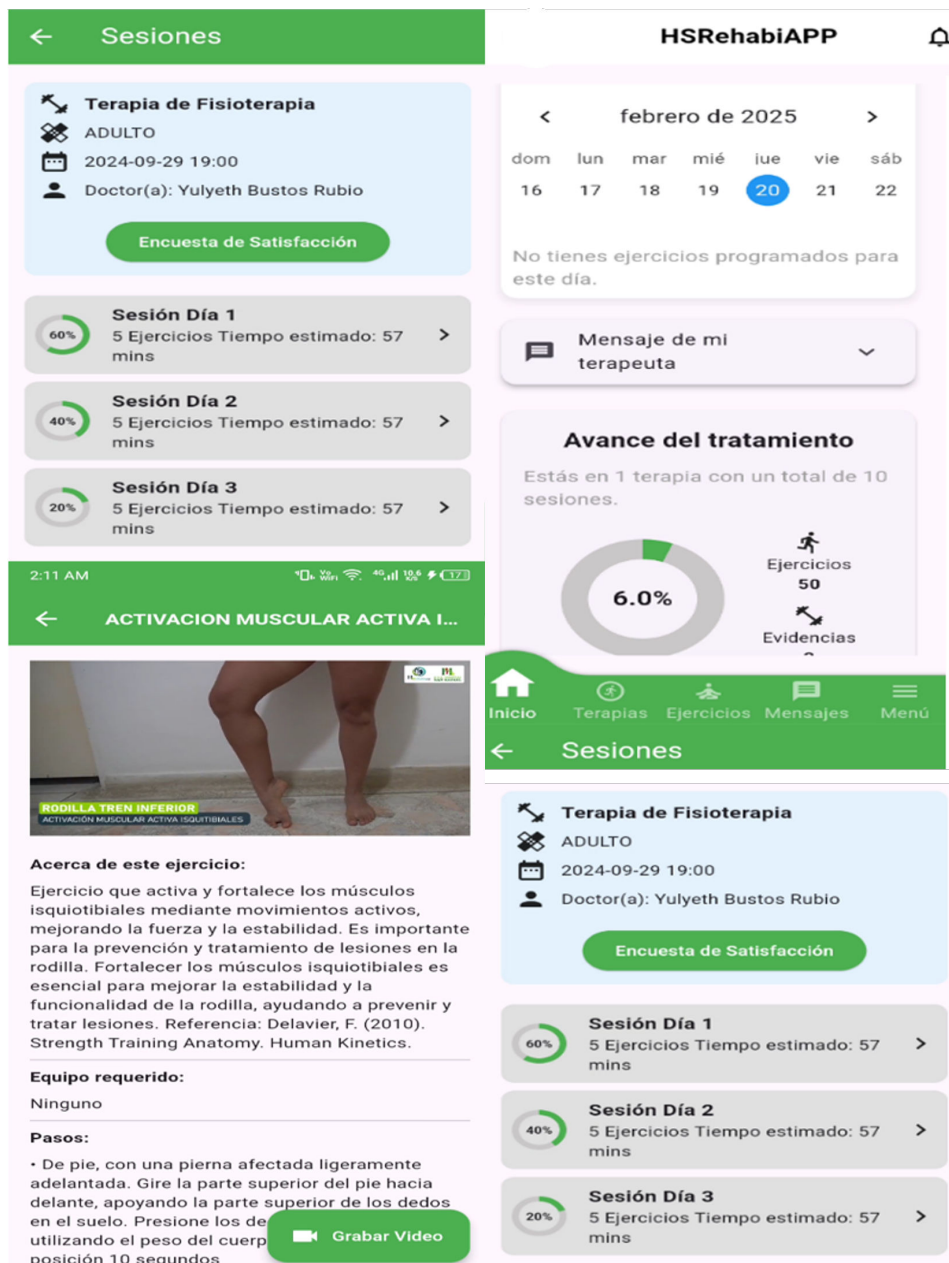 Sesiones
Terapia de Fisioterapia
ADULTO
2024-09-29 19:00
Doctor(a): Yulyeth Bustos Rubio
Encuesta de Satisfacción
60%
Sesión Día 1
5 Ejercicios Tiempo estimado: 57
mins
40%
Sesión Día 2
5 Ejercicios Tiempo estimado: 57
mins
20%
Sesión Día 3
5 Ejercicios Tiempo estimado: 57
mins
2:11 AM
4G
17
ACTIVACION MUSCULAR ACTIVA I...
RODILLA TREN INFERIOR
ACTIVACIÓN MUSCULAR ACTIVA ISQUITIBIALES
Acerca de este ejercicio:
Ejercicio que activa y fortalece los músculos
isquiotibiales mediante movimientos activos,
mejorando la fuerza y la estabilidad. Es importante
para la prevención y tratamiento de lesiones en la
rodilla. Fortalecer los músculos isquiotibiales es
esencial para mejorar la estabilidad y la
funcionalidad de la rodilla, ayudando a prevenir y
tratar lesiones. Referencia: Delavier, F. (2010).
Strength Training Anatomy. Human Kinetics.
Equipo requerido:
Ninguno
Pasos:
• De pie, con una pierna afectada ligeramente
adelantada. Gire la parte superior del pie hacia
delante, apoyando la parte superior de los dedos
en el suelo. Presione los de
utilizando el peso del cuerp
posición 10 segundos
Grabar Video
HSRehabiAPP
febrero de 2025
dom lun mar mié jue vie sáb
16 17 18 19 20 21 22
No tienes ejercicios programados para
este día.
Mensaje de mi
terapeuta
Avance del tratamiento
Estás en 1 terapia con un total de 10
sesiones.
6.0%
Ejercicios
50
Evidencias
Inicio Terapias Ejercicios Mensajes Menú
Sesiones
Terapia de Fisioterapia
ADULTO
2024-09-29 19:00
Doctor(a): Yulyeth Bustos Rubio
Encuesta de Satisfacción
60%
Sesión Día 1
5 Ejercicios Tiempo estimado: 57
mins
40%
Sesión Día 2
5 Ejercicios Tiempo estimado: 57
mins
20%
Sesión Día 3
5 Ejercicios Tiempo estimado: 57
mins